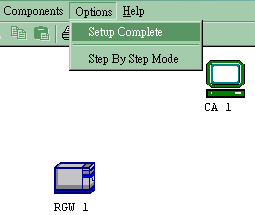 Components Options Help
Setup Complete
Step By Step Mode
CA 1
RGW 1